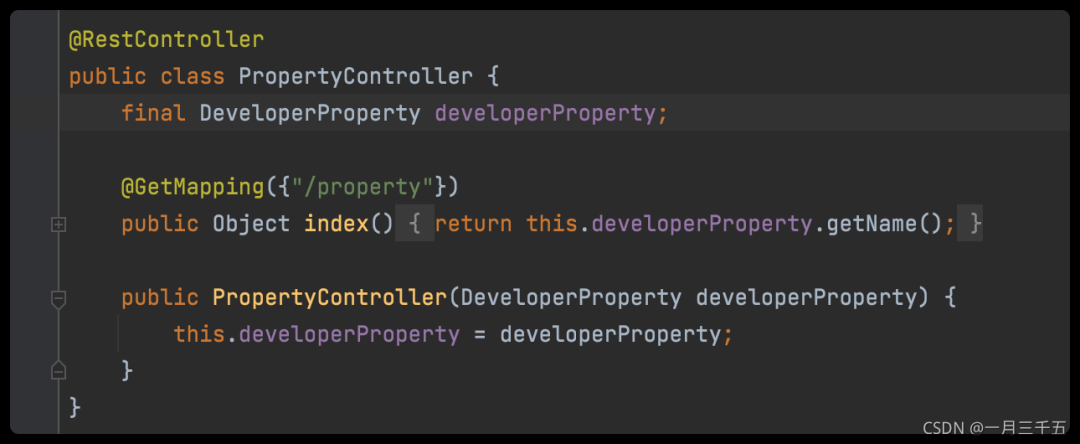 @RestController
public class PropertyController {
    final DeveloperProperty developerProperty;
    @GetMapping({"/property"})
    public Object index() { return this.developerProperty.getName(); }
    public PropertyController(DeveloperProperty developerProperty) {
        this.developerProperty = developerProperty;
    }
}
CSDN @一月三千五